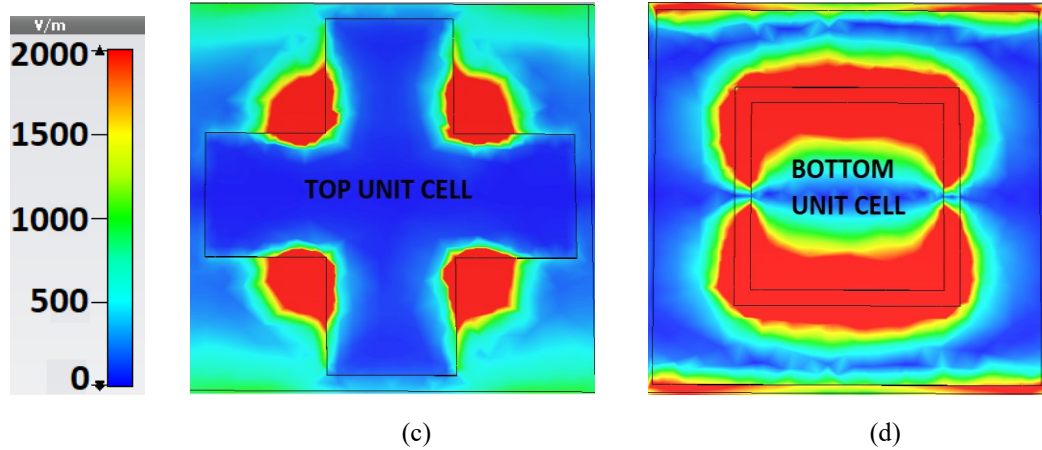 V/m
2000
1500
1000
500
0
TOP UNIT CELL
BOTTOM
UNIT CELL
(c)
(d)